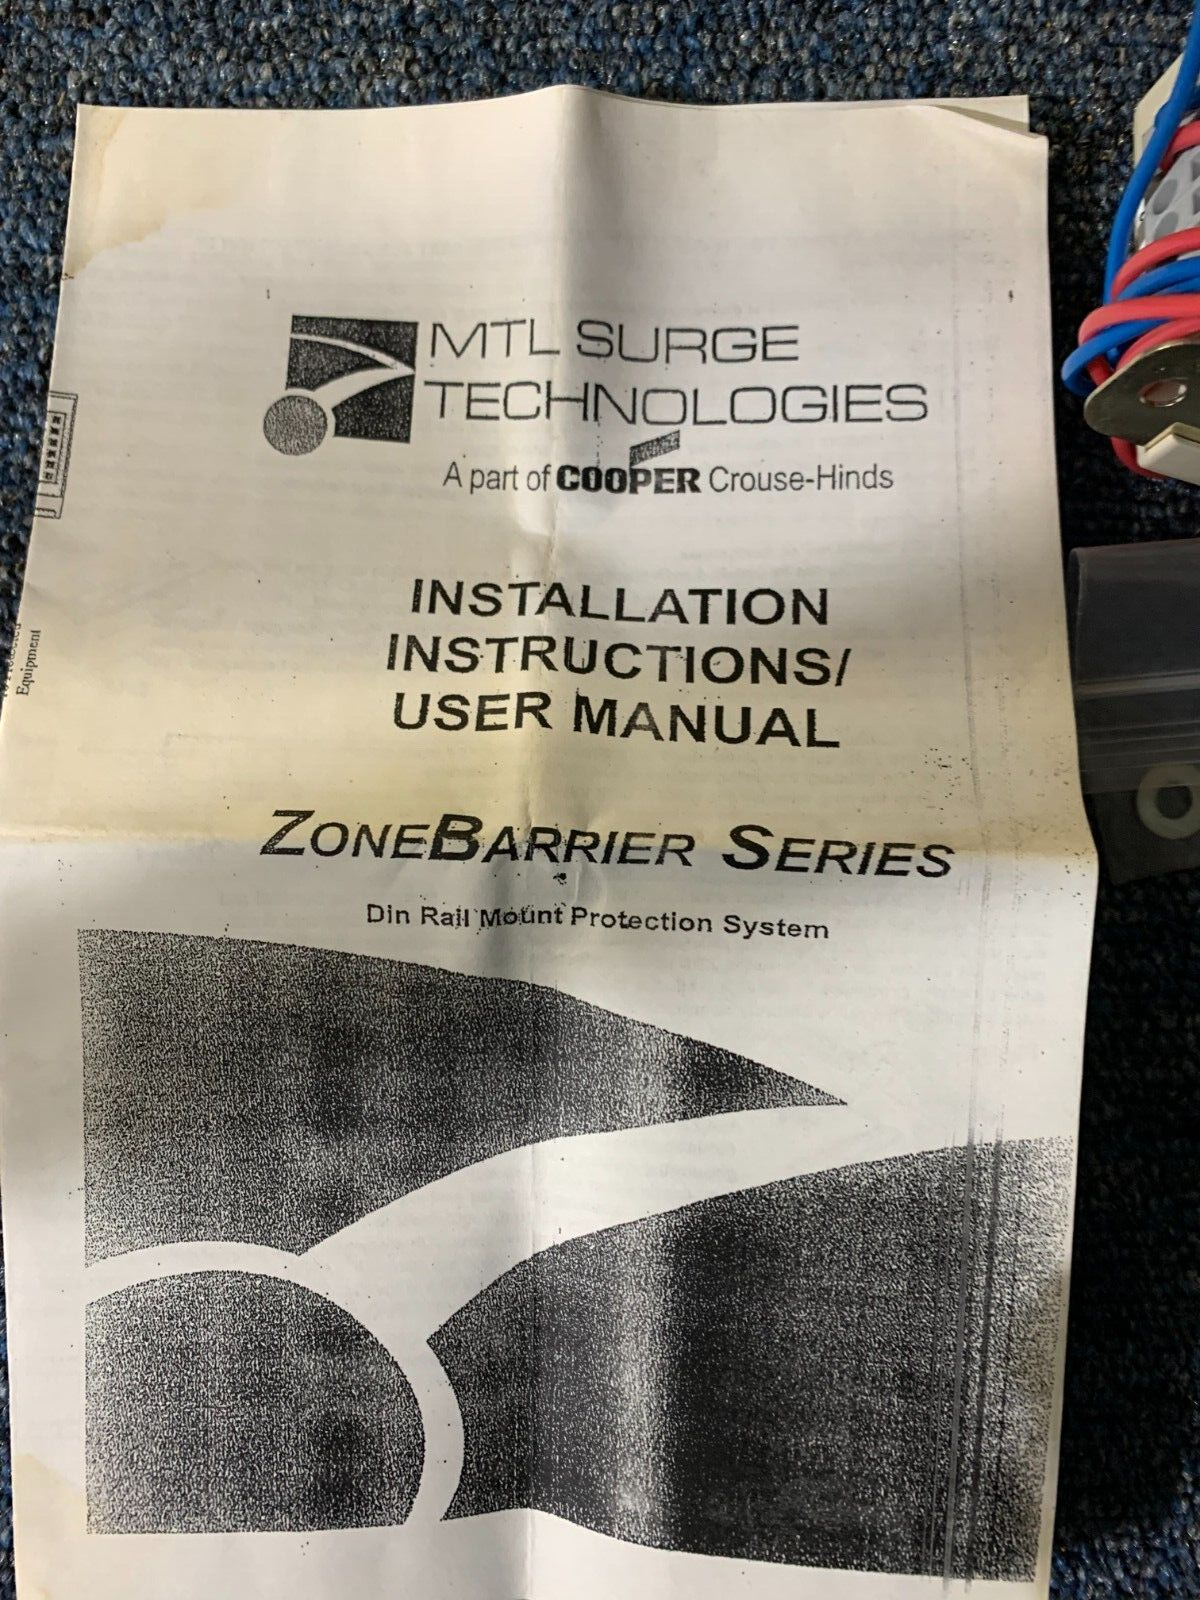 MTL SURGE
TECHNOLOGIES
A part of COOPER Crouse-Hinds
INSTALLATION
INSTRUCTIONS/
USER MANUAL
ZONEBARRIER SERIES
Din Rail Mount Protection System
Equipment